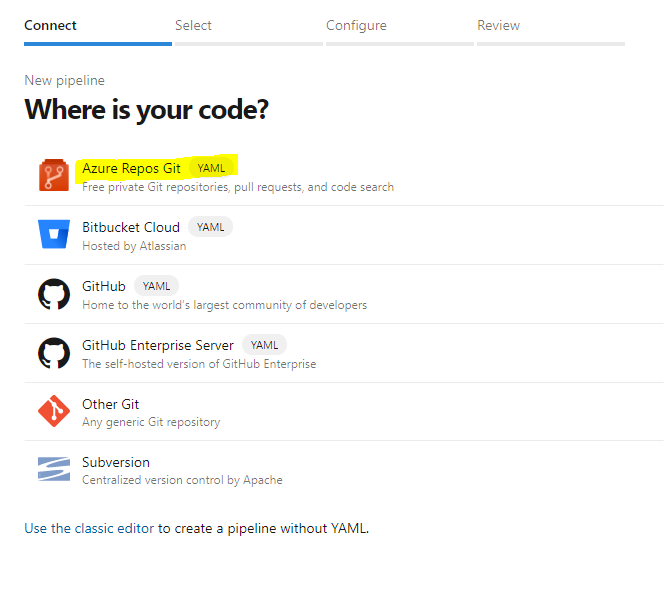 Connect Select Configure Review
New pipeline
Where is your code?
Azure Repos Git YAML
Free private Git repositories, pull requests, and code search
Bitbucket Cloud YAML
Hosted by Atlassian
GitHub YAML
Home to the world's largest community of developers
GitHub Enterprise Server YAML
The self-hosted version of GitHub Enterprise
Other Git
Any generic Git repository
Subversion
Centralized version control by Apache
Use the classic editor to create a pipeline without YAML.